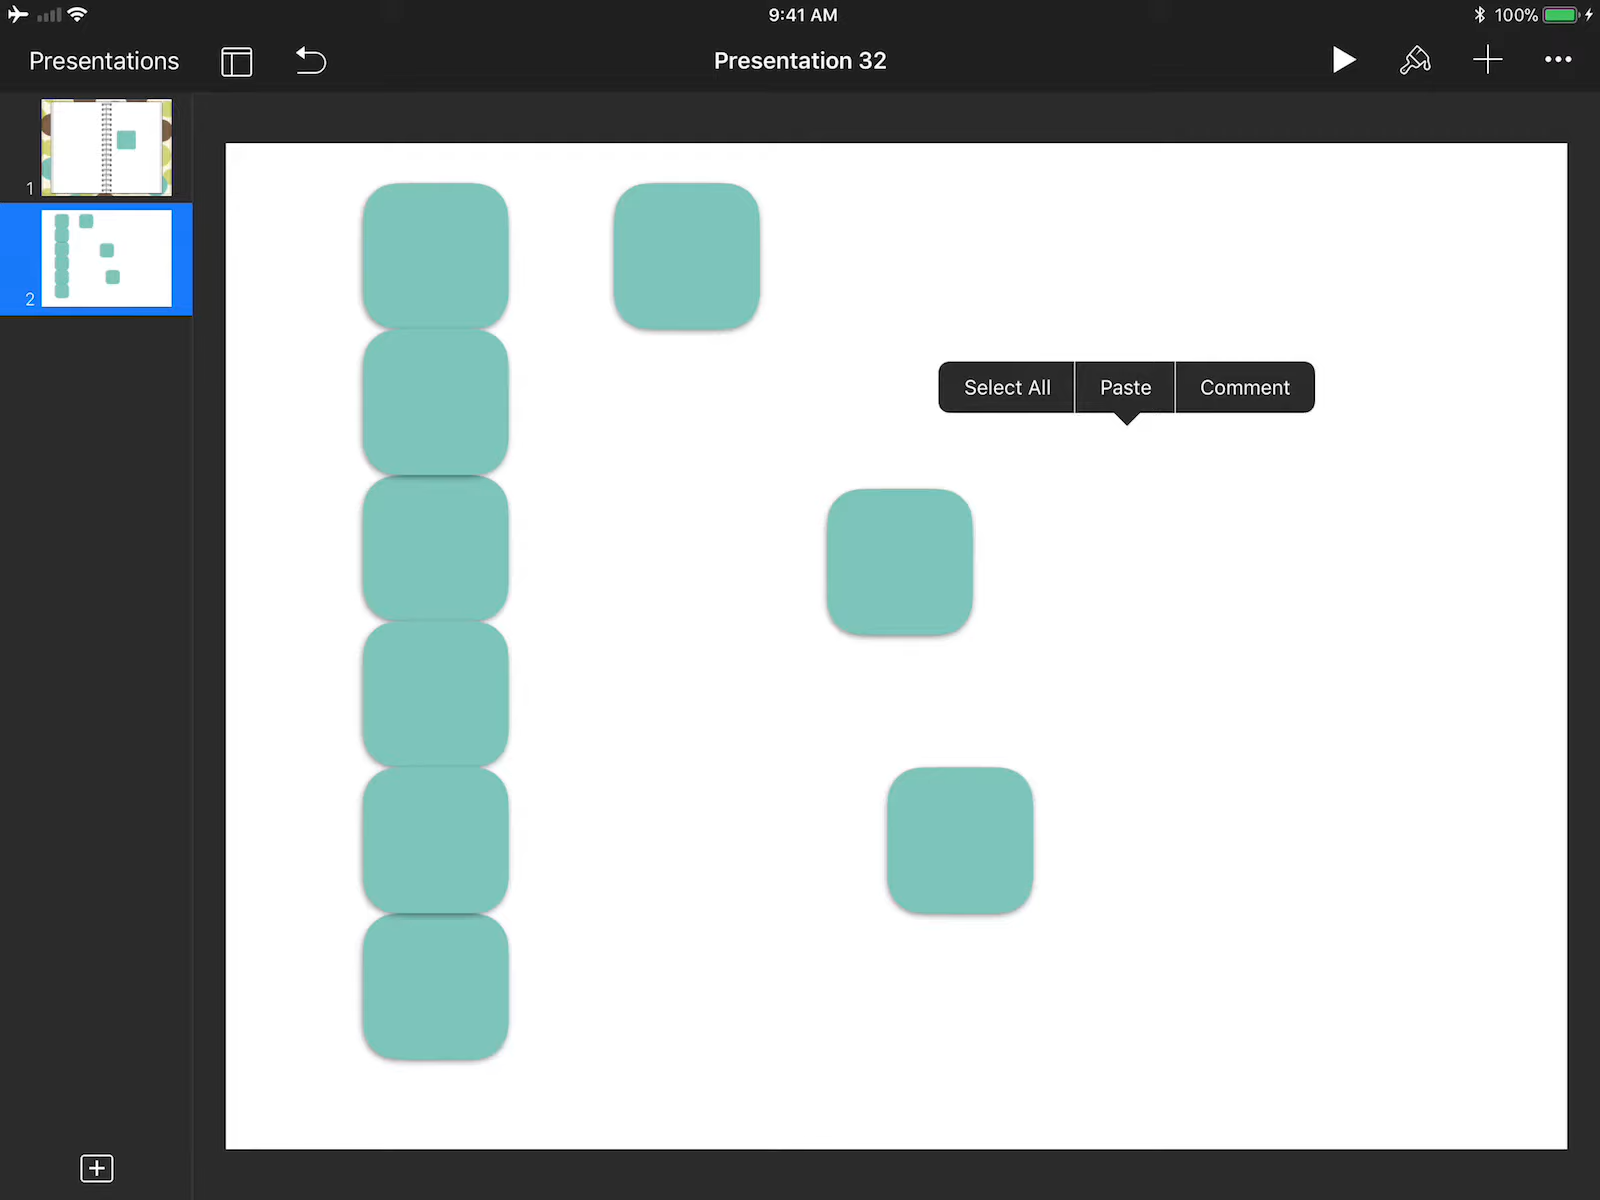 9:41 AM
100%
Presentations
Presentation 32
1
2
Select All
Paste
Comment